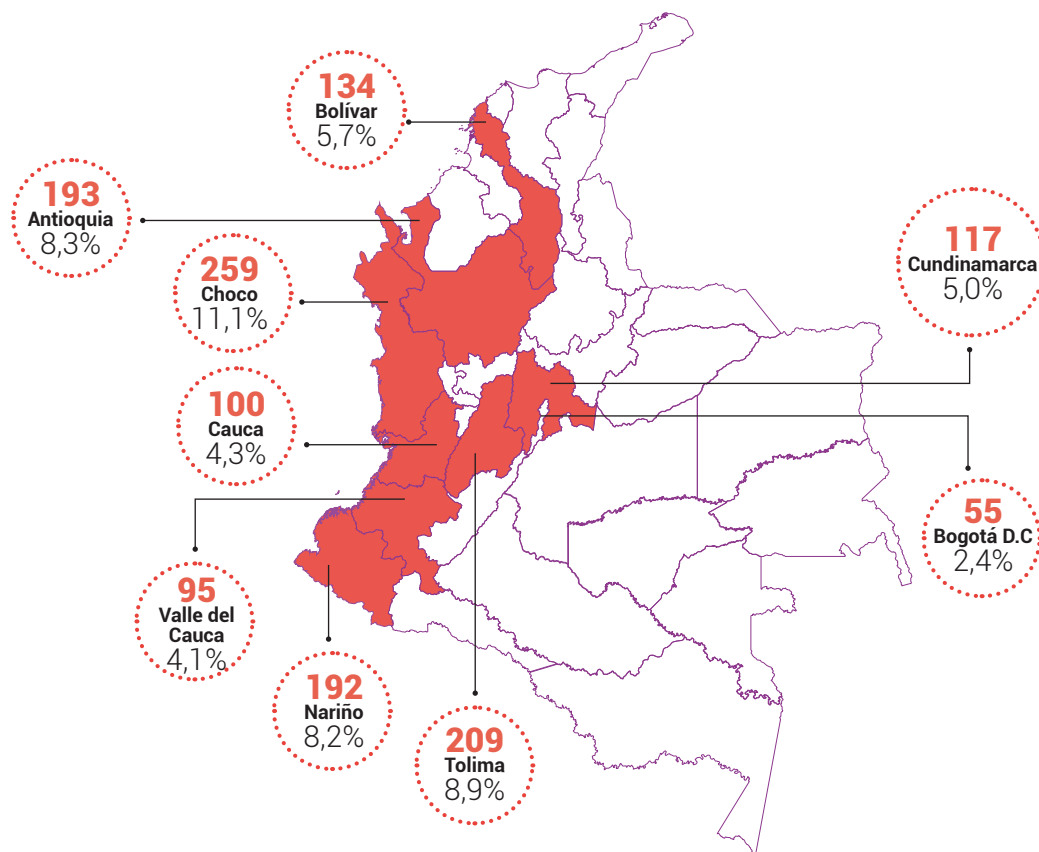 134
Bolívar
5,7%
193
Antioquia
8,3%
259
Choco
11,1%
117
Cundinamarca
5,0%
100
Cauca
4,3%
55
Bogotá D.C
2,4%
95
Valle del
Cauca
4,1%
192
Nariño
8,2%
209
Tolima
8,9%